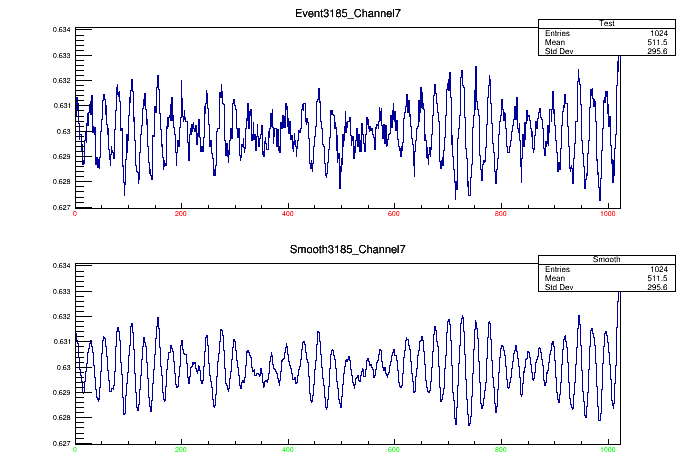 Event3185_Channel7
Test
Entries 1024
Mean 511.5
Std Dev 295.6
0.634
0.633
0.632
0.631
0.63
0.629
0.628
0.627
0 200 400 600 800 1000
Smooth3185_Channel7
Smooth
Entries 1024
Mean 511.5
Std Dev 295.6
0.634
0.633
0.632
0.631
0.63
0.629
0.628
0.627
0 200 400 600 800 1000